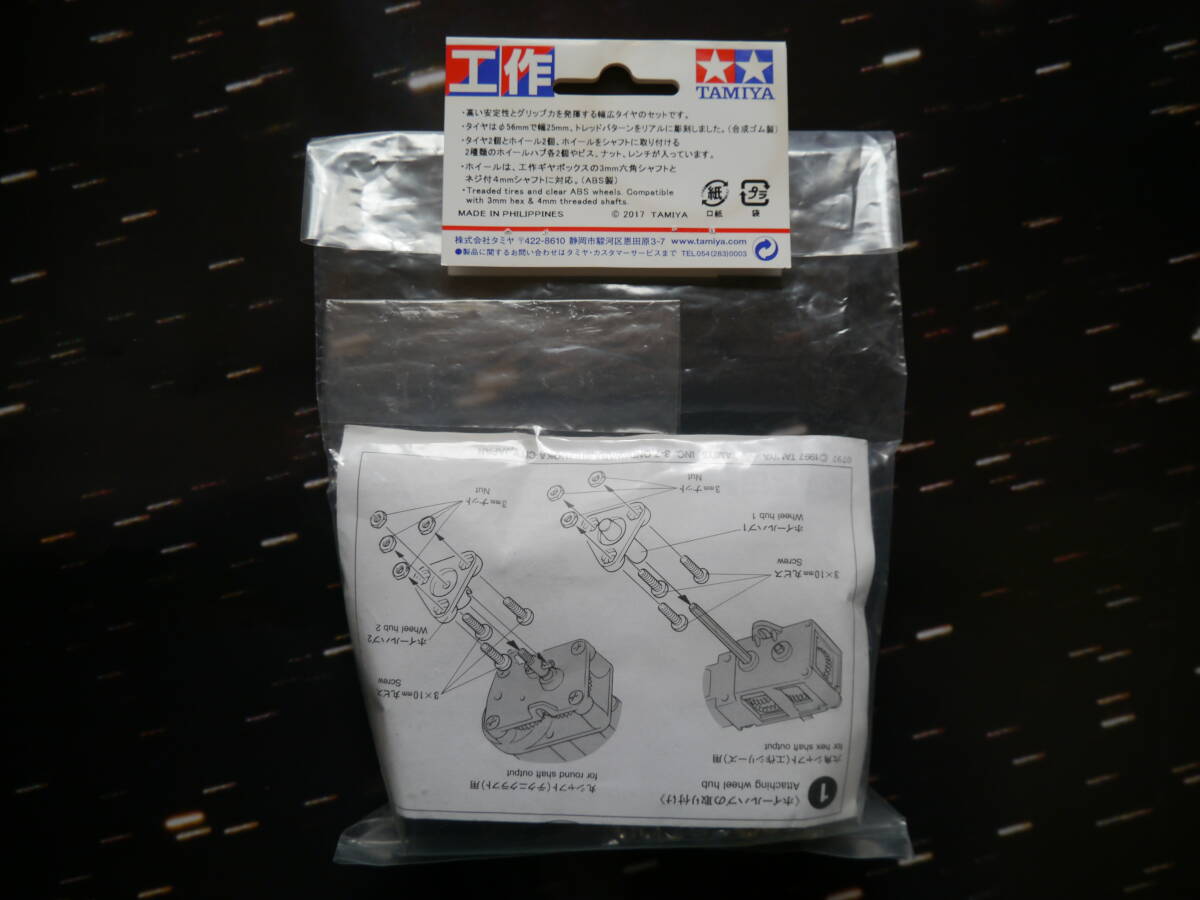 工作
TAMIYA
・高い安定性とグリップ力を発揮する幅広タイヤのセットです。
・タイヤはφ56mmで幅25mm、トレッドパターンをリアルに彫刻しました。(合成ゴム製)
・タイヤ2個とホイール2個、ホイールをシャフトに取り付ける
2種類のホイールハブ各2個やビス、ナット、レンチが入っています。
・ホイールは、工作ギヤボックスの3mm六角シャフトと
ネジ付4mmシャフトに対応。(ABS製)
・Treaded tires and clear ABS wheels. Compatible
with 3mm hex & 4mm threaded shafts.
紙
口紙
プラ
袋
MADE IN PHILIPPINES © 2017 TAMIYA
株式会社タミヤ 〒422-8610 静岡市駿河区恩田原3-7 www.tamiya.com
●製品に関するお問い合わせはタミヤ・カスタマーサービスまで TEL.054(283)0003
1
〈ホイールハブの取り付け〉
Attaching wheel hub
六角シャフト(工作シリーズ)用
for hex shaft output
丸シャフト(テクニクラフト)用
for round shaft output
3×10mm丸ビス
Screw
ホイールハブ1
Wheel hub 1
3mmナット
Nut
3×10mm丸ビス
Screw
ホイールハブ2
Wheel hub 2
3mmナット
Nut
0797 ©1997 TAMIYA